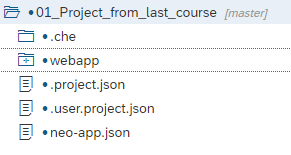 01_Project_from_last_course [master]
.che
webapp
.project.json
.user.project.json
neo-app.json